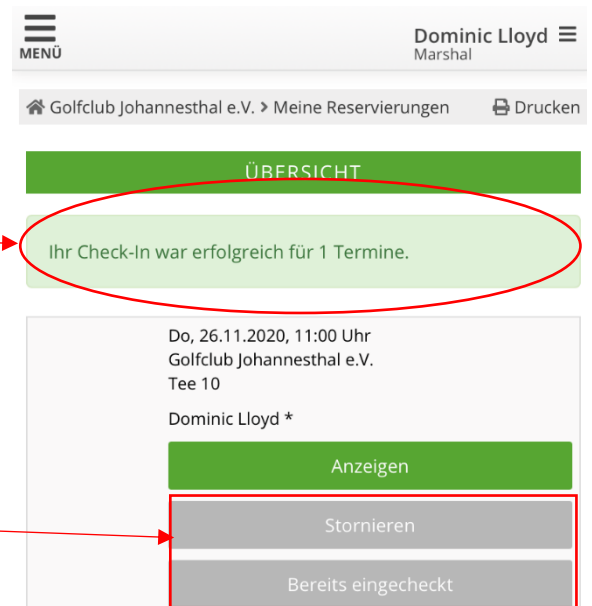 MENÜ
Dominic Lloyd
Marshal
Golfclub Johannesthal e.V. > Meine Reservierungen
Drucken
ÜBERSICHT
Ihr Check-In war erfolgreich für 1 Termine.
Do, 26.11.2020, 11:00 Uhr
Golfclub Johannesthal e.V.
Tee 10
Dominic Lloyd *
Anzeigen
Stornieren
Bereits eingecheckt